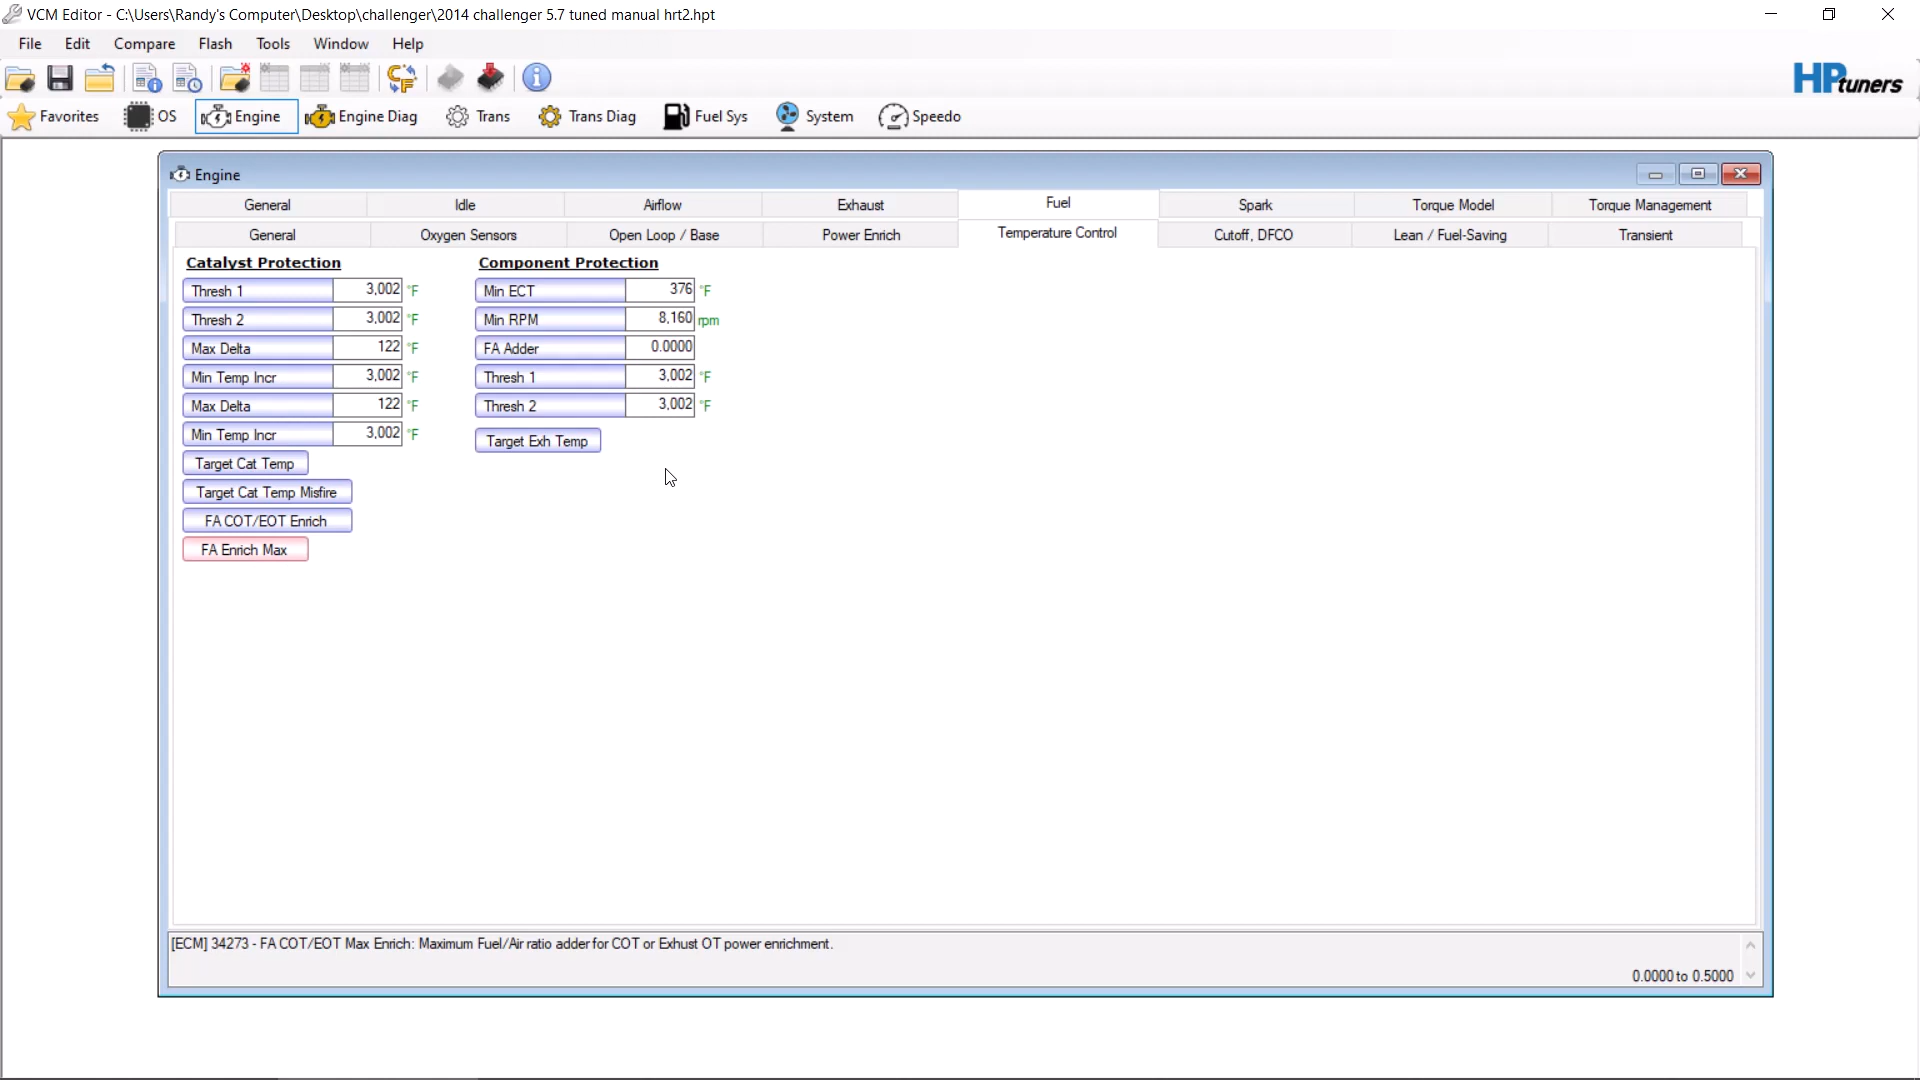 VCM Editor - C:\Users\Randy's Computer\Desktop\challenger\2014 challenger 5.7 tuned manual hrt2.hpt
File Edit Compare Flash Tools Window Help
HPtuners
Favorites OS Engine Engine Diag Trans Trans Diag Fuel Sys System Speedo
Engine
General Idle Airflow Exhaust Fuel Spark Torque Model Torque Management
General Oxygen Sensors Open Loop / Base Power Enrich Temperature Control Cutoff, DFCO Lean / Fuel-Saving Transient
Catalyst Protection Component Protection
Thresh 1 3,002 °F Min ECT 376 °F
Thresh 2 3,002 °F Min RPM 8,160 rpm
Max Delta 122 °F FA Adder 0.0000
Min Temp Incr 3,002 °F Thresh 1 3,002 °F
Max Delta 122 °F Thresh 2 3,002 °F
Min Temp Incr 3,002 °F Target Exh Temp
Target Cat Temp
Target Cat Temp Misfire
FA COT/EOT Enrich
FA Enrich Max
[ECM] 34273 - FA COT/EOT Max Enrich: Maximum Fuel/Air ratio adder for COT or Exhust OT power enrichment.
0.0000 to 0.5000